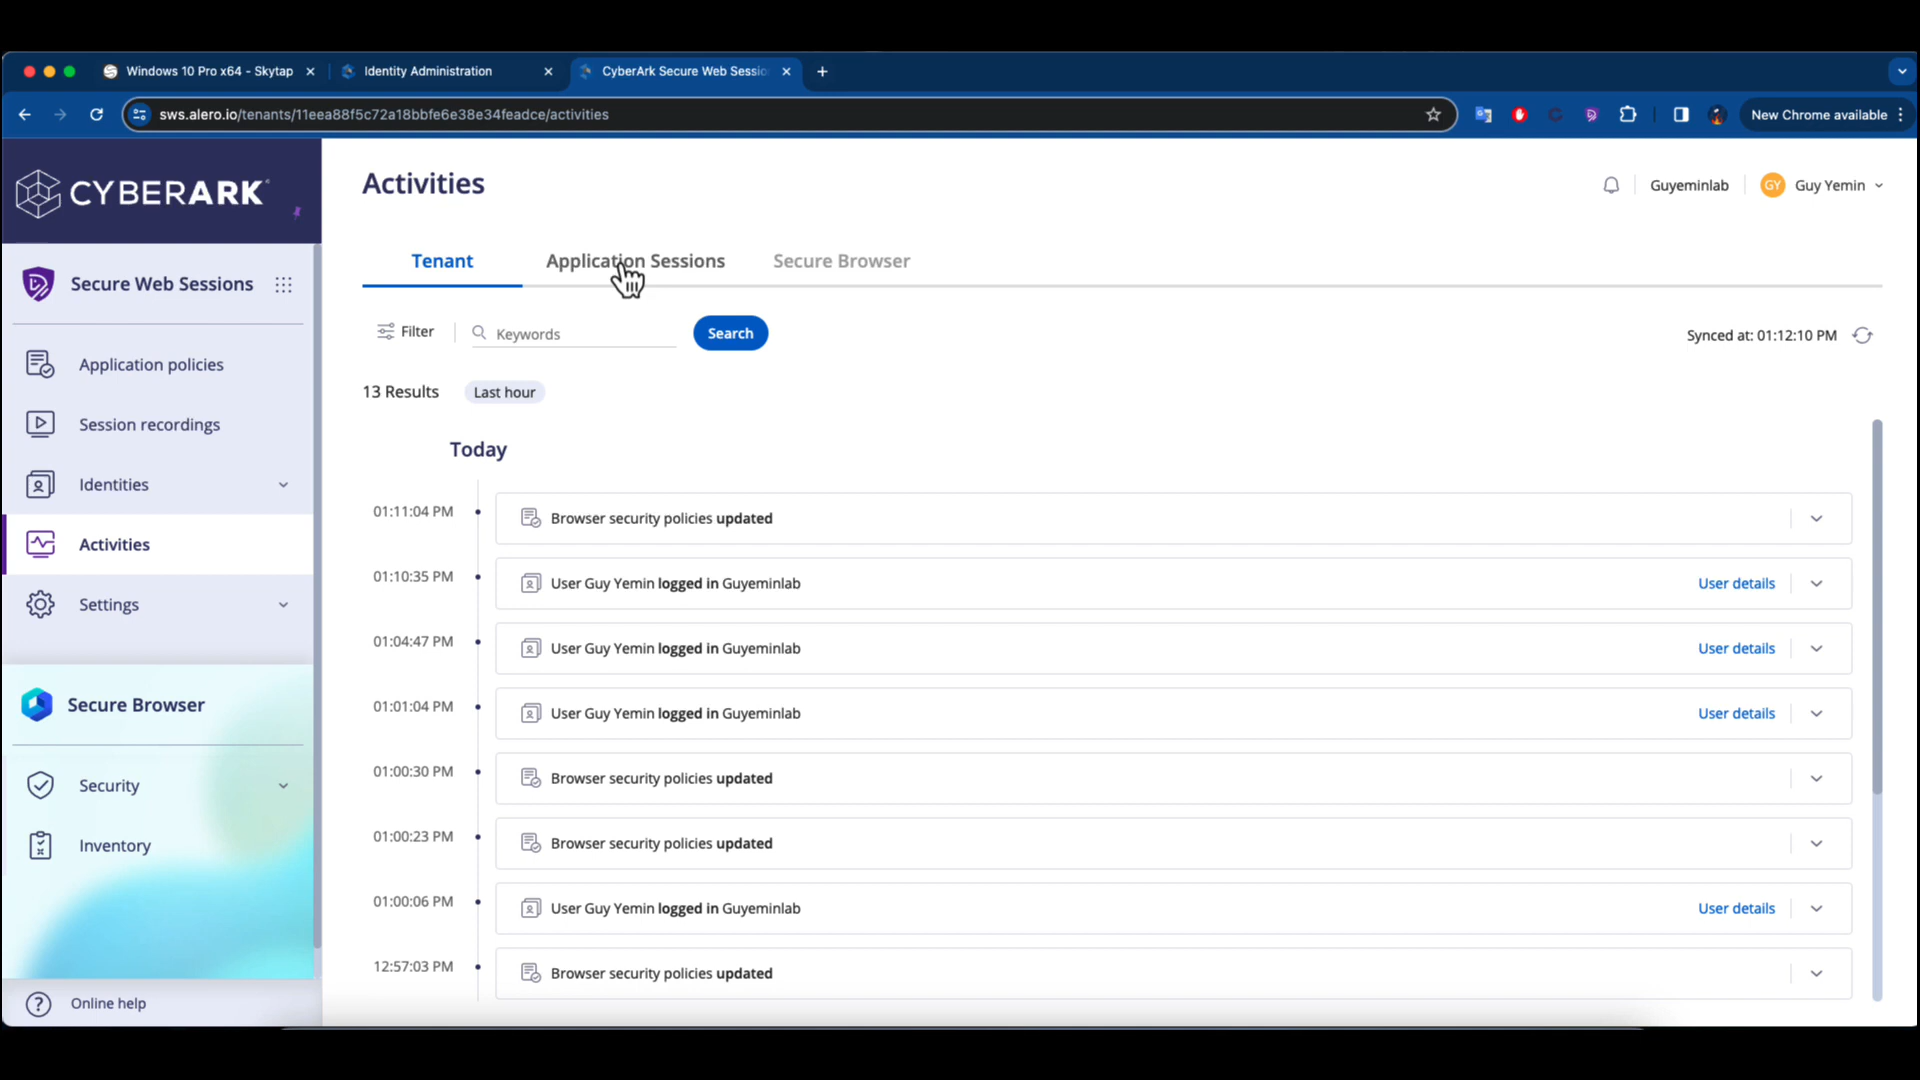 Windows 10 Pro x64 - Skytap
Identity Administration
CyberArk Secure Web Sessio
sws.alero.io/tenants/11eea88f5c72a18bbfe6e38e34feadce/activities
New Chrome available
CYBERARK
Activities
Guyeminlab
GY
Guy Yemin
Tenant
Application Sessions
Secure Browser
Secure Web Sessions
Filter
Keywords
Search
Synced at: 01:12:10 PM
Application policies
13 Results
Last hour
Session recordings
Today
Identities
01:11:04 PM
Browser security policies updated
Activities
01:10:35 PM
User Guy Yemin logged in Guyeminlab
User details
Settings
01:04:47 PM
User Guy Yemin logged in Guyeminlab
User details
Secure Browser
01:01:04 PM
User Guy Yemin logged in Guyeminlab
User details
01:00:30 PM
Browser security policies updated
Security
01:00:23 PM
Browser security policies updated
Inventory
01:00:06 PM
User Guy Yemin logged in Guyeminlab
User details
12:57:03 PM
Browser security policies updated
Online help